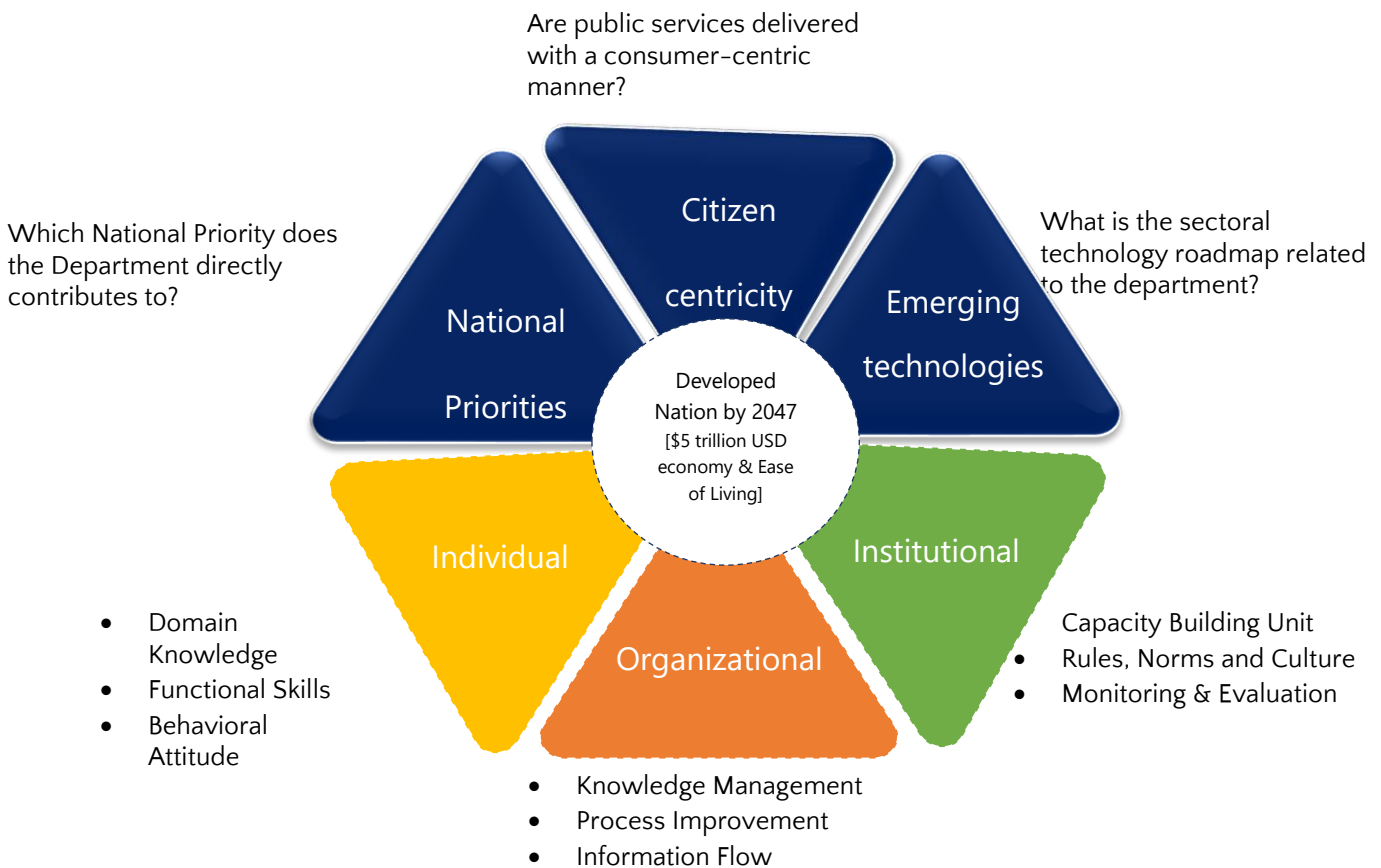 Are public services delivered
with a consumer-centric
manner?
Which National Priority does
the Department directly
contributes to?
Citizen
centricity
What is the sectoral
technology roadmap related
to the department?
National
Priorities
Emerging
technologies
Developed
Nation by 2047
[$5 trillion USD
economy & Ease
of Living]
Individual
Organizational
Institutional
• Domain
Knowledge
• Functional Skills
• Behavioral
Attitude
Capacity Building Unit
• Rules, Norms and Culture
• Monitoring & Evaluation
• Knowledge Management
• Process Improvement
• Information Flow